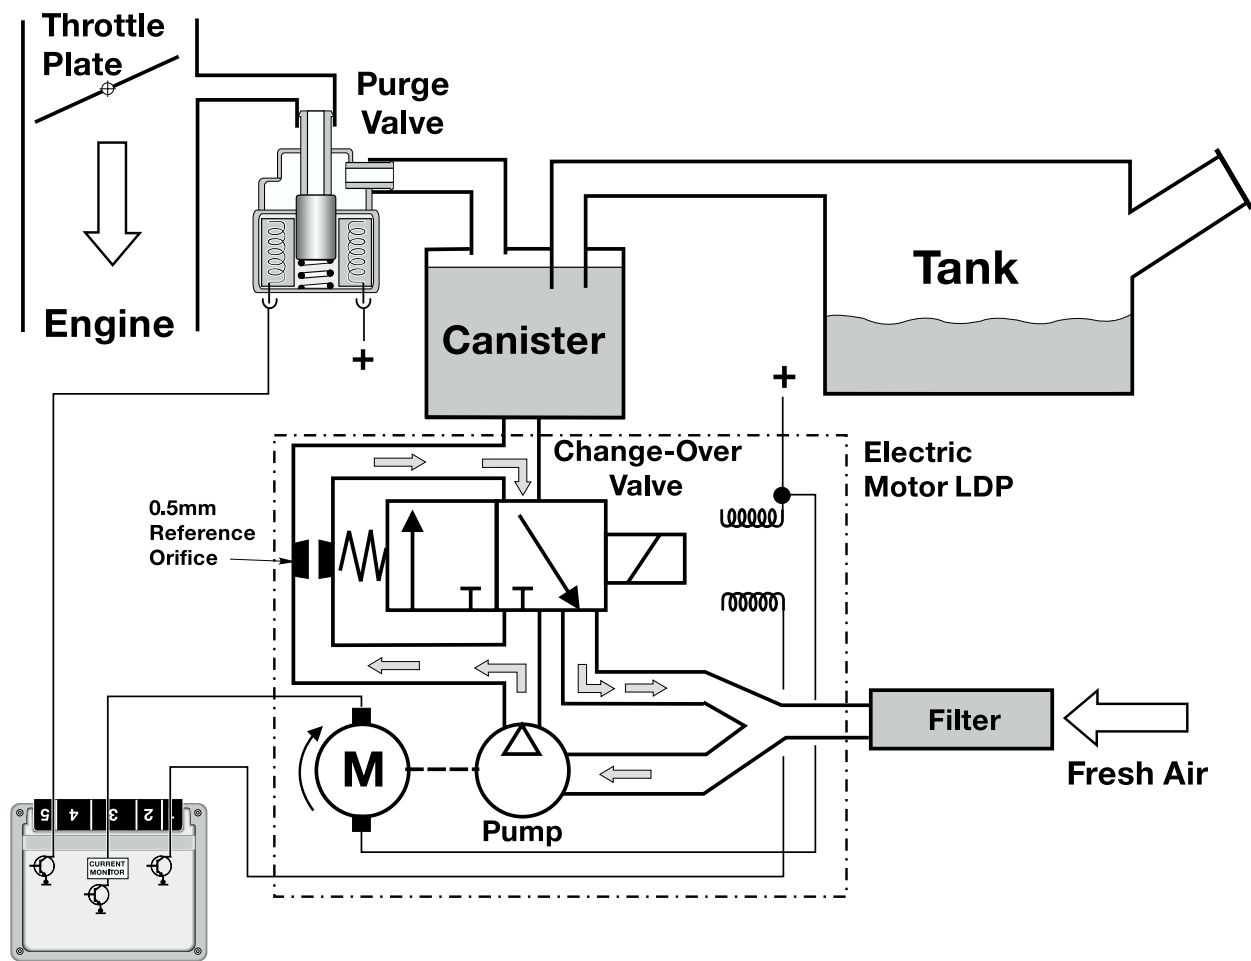 Throttle
Plate
Purge
Valve
Tank
Engine
+
Canister
+
Change-Over
Valve
Electric
Motor LDP
0.5mm
Reference
Orifice
Filter
M
Fresh Air
Pump
5 4 3 2 1
CURRENT
MONITOR